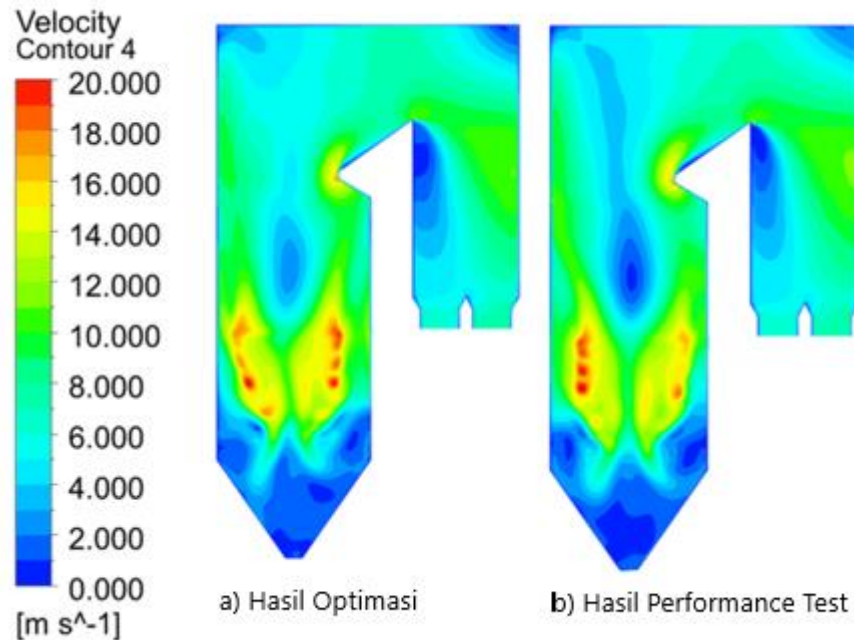 Velocity
Contour 4
20.000
18.000
16.000
14.000
12.000
10.000
8.000
6.000
4.000
2.000
0.000
[m s^-1]
a) Hasil Optimasi
b) Hasil Performance Test